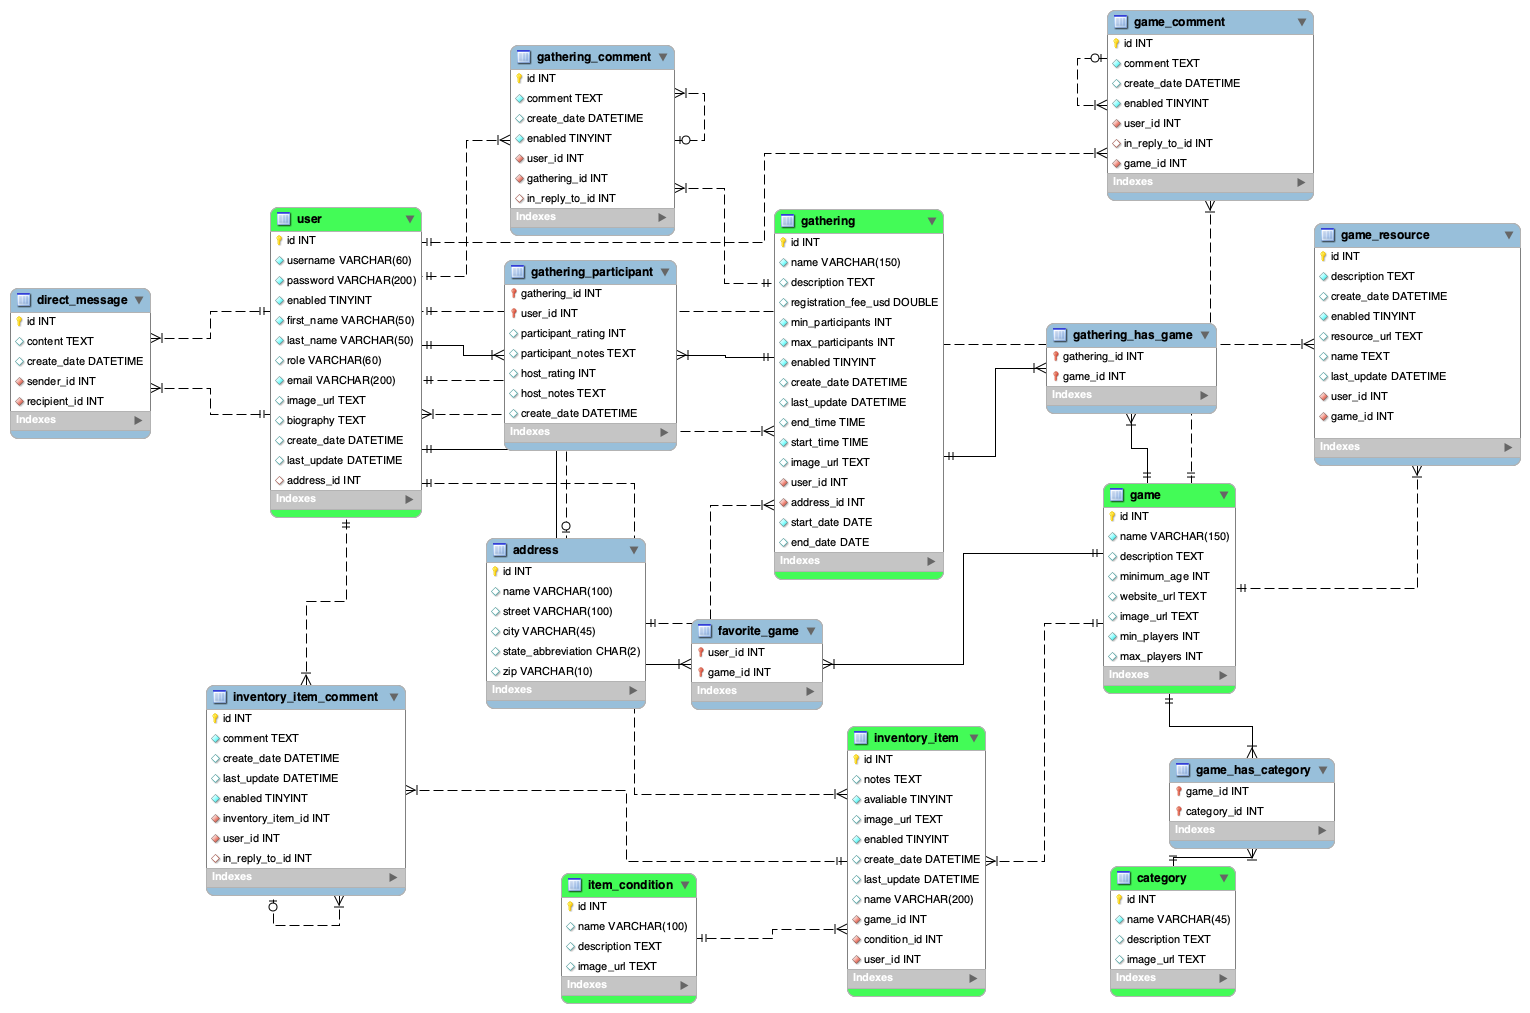 game_comment
id INT
comment TEXT
create_date DATETIME
enabled TINYINT
user_id INT
in_reply_to_id INT
game_id INT
Indexes
gathering_comment
id INT
comment TEXT
create_date DATETIME
enabled TINYINT
user_id INT
gathering_id INT
in_reply_to_id INT
Indexes
user
id INT
username VARCHAR(60)
password VARCHAR(200)
enabled TINYINT
first_name VARCHAR(50)
last_name VARCHAR(50)
role VARCHAR(60)
email VARCHAR(200)
image_url TEXT
biography TEXT
create_date DATETIME
last_update DATETIME
address_id INT
Indexes
gathering
id INT
name VARCHAR(150)
description TEXT
registration_fee_usd DOUBLE
min_participants INT
max_participants INT
enabled TINYINT
create_date DATETIME
last_update DATETIME
end_time TIME
start_time TIME
image_url TEXT
user_id INT
address_id INT
start_date DATE
end_date DATE
Indexes
game_resource
id INT
description TEXT
create_date DATETIME
enabled TINYINT
resource_url TEXT
name TEXT
last_update DATETIME
user_id INT
game_id INT
Indexes
gathering_participant
gathering_id INT
user_id INT
participant_rating INT
participant_notes TEXT
host_rating INT
host_notes TEXT
create_date DATETIME
Indexes
direct_message
id INT
content TEXT
create_date DATETIME
sender_id INT
recipient_id INT
Indexes
gathering_has_game
gathering_id INT
game_id INT
Indexes
game
id INT
name VARCHAR(150)
description TEXT
minimum_age INT
website_url TEXT
image_url TEXT
min_players INT
max_players INT
Indexes
address
id INT
name VARCHAR(100)
street VARCHAR(100)
city VARCHAR(45)
state_abbreviation CHAR(2)
zip VARCHAR(10)
Indexes
favorite_game
user_id INT
game_id INT
Indexes
inventory_item_comment
id INT
comment TEXT
create_date DATETIME
last_update DATETIME
enabled TINYINT
inventory_item_id INT
user_id INT
in_reply_to_id INT
Indexes
inventory_item
id INT
notes TEXT
avaliable TINYINT
image_url TEXT
enabled TINYINT
create_date DATETIME
last_update DATETIME
name VARCHAR(200)
game_id INT
condition_id INT
user_id INT
Indexes
game_has_category
game_id INT
category_id INT
Indexes
item_condition
id INT
name VARCHAR(100)
description TEXT
image_url TEXT
Indexes
category
id INT
name VARCHAR(45)
description TEXT
image_url TEXT
Indexes